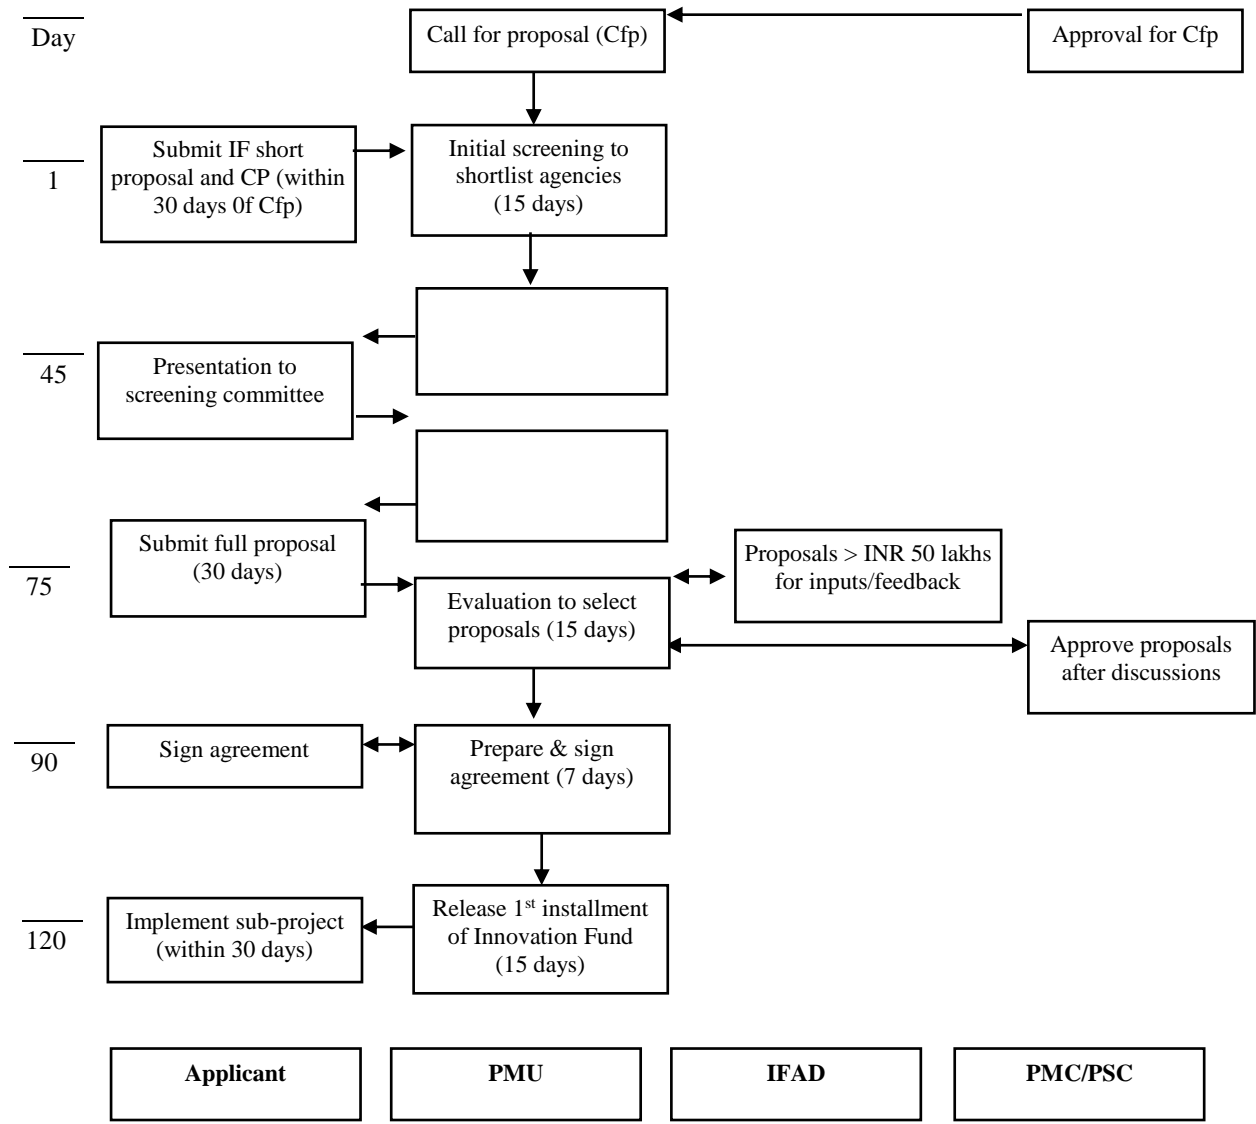 Day
Call for proposal (Cfp)
Approval for Cfp
1
Submit IF short
proposal and CP (within
30 days 0f Cfp)
Initial screening to
shortlist agencies
(15 days)
45
Presentation to
screening committee
75
Submit full proposal
(30 days)
Evaluation to select
proposals (15 days)
Proposals > INR 50 lakhs
for inputs/feedback
Approve proposals
after discussions
90
Sign agreement
Prepare & sign
agreement (7 days)
120
Implement sub-project
(within 30 days)
Release 1st installment
of Innovation Fund
(15 days)
Applicant
PMU
IFAD
PMC/PSC